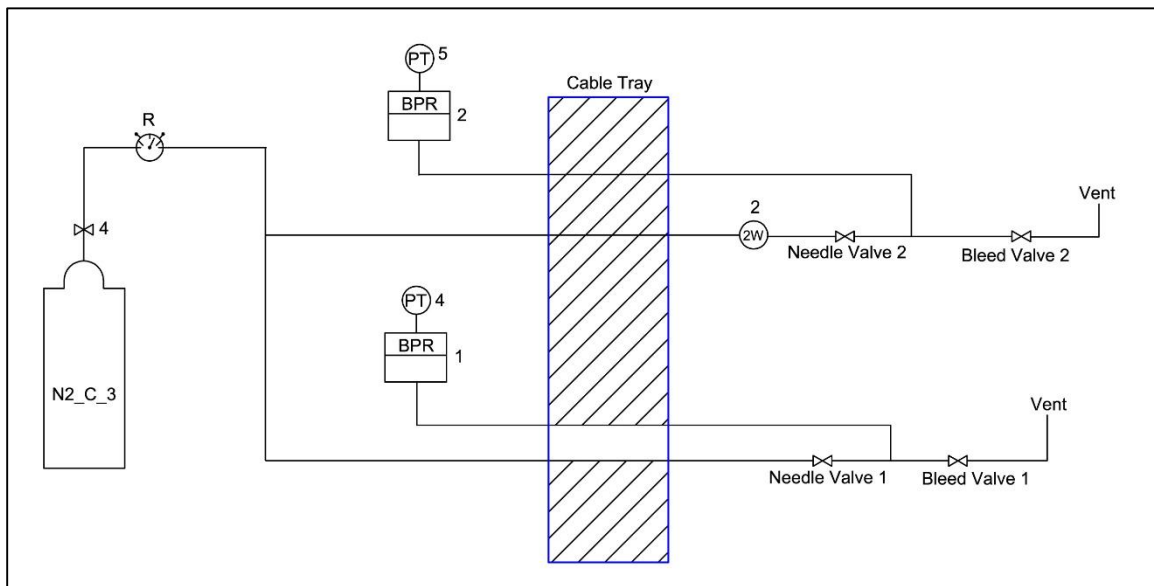 PT 5
Cable Tray
BPR
2
R
Vent
2
4
2W
Needle Valve 2
Bleed Valve 2
PT 4
BPR
1
N2_C_3
Vent
Needle Valve 1
Bleed Valve 1